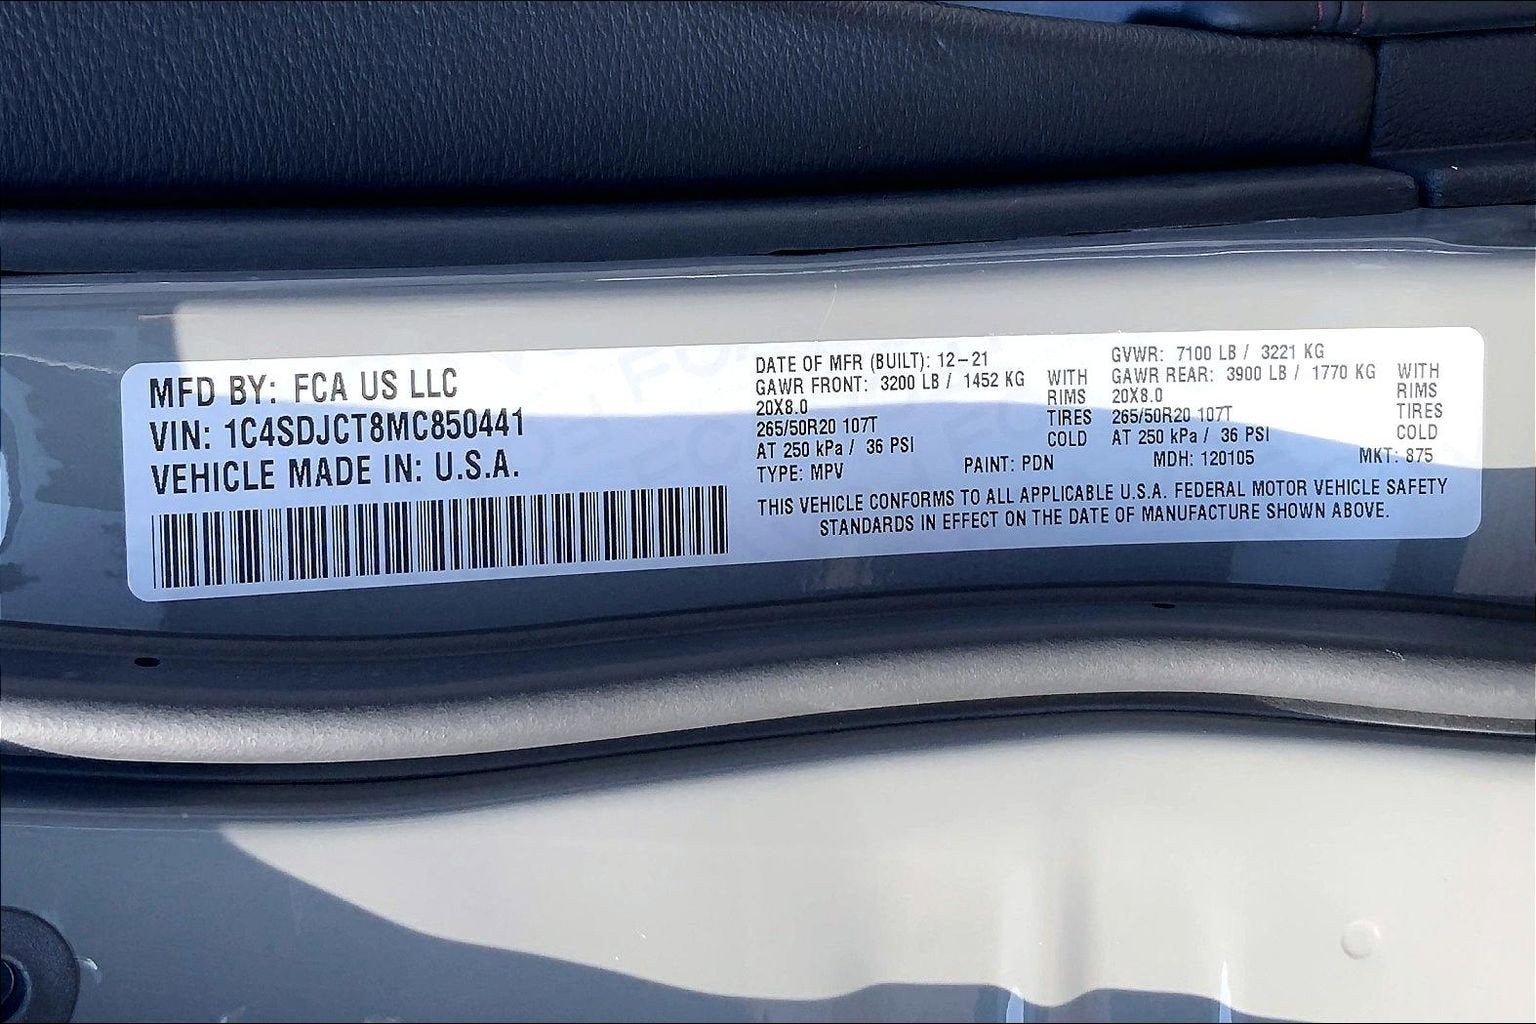 MFD BY: FCA US LLC
VIN: 1C4SDJCT8MC850441
VEHICLE MADE IN: U.S.A.
DATE OF MFR (BUILT): 12-21
GAWR FRONT: 3200 LB / 1452 KG WITH
20X8.0 RIMS
265/50R20 107T TIRES
AT 250 kPa / 36 PSI COLD
TYPE: MPV PAINT: PDN
GVWR: 7100 LB / 3221 KG
GAWR REAR: 3900 LB / 1770 KG WITH
20X8.0 RIMS
265/50R20 107T TIRES
AT 250 kPa / 36 PSI COLD
MDH: 120105 MKT: 875
THIS VEHICLE CONFORMS TO ALL APPLICABLE U.S.A. FEDERAL MOTOR VEHICLE SAFETY
STANDARDS IN EFFECT ON THE DATE OF MANUFACTURE SHOWN ABOVE.